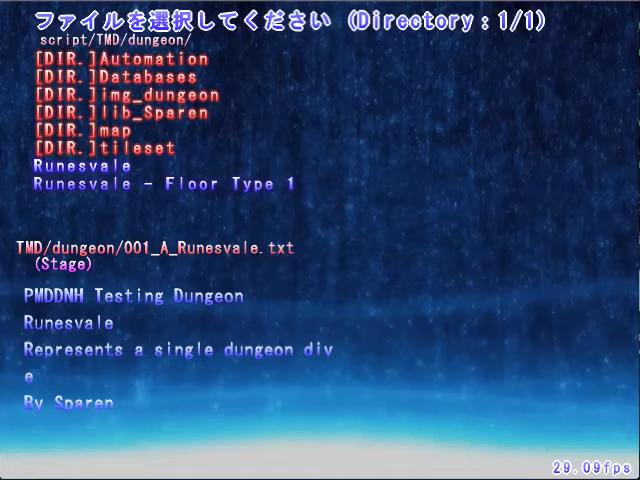 ファイルを選択してください (Directory：1/1)
script/TMD/dungeon/
[DIR.]Automation
[DIR.]Databases
[DIR.]img_dungeon
[DIR.]lib_Sparen
[DIR.]map
[DIR.]tileset
Runesvale
Runesvale - Floor Type 1
TMD/dungeon/001_A_Runesvale.txt
(Stage)
PMDDNH Testing Dungeon
Runesvale
Represents a single dungeon div
e
By Sparen
29.09fps